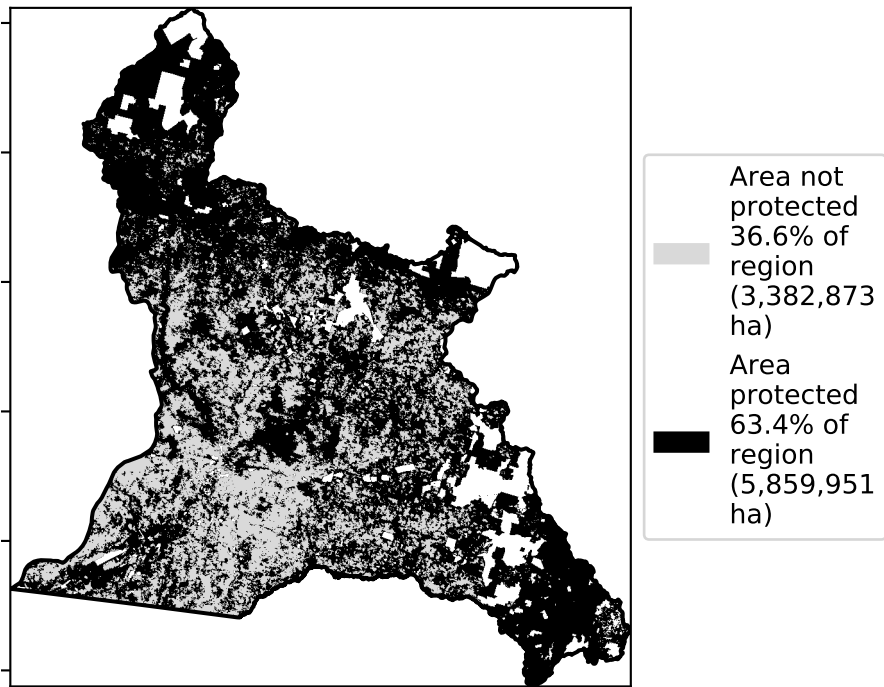 Area not
protected
36.6% of
region
(3,382,873
ha)
Area
protected
63.4% of
region
(5,859,951
ha)